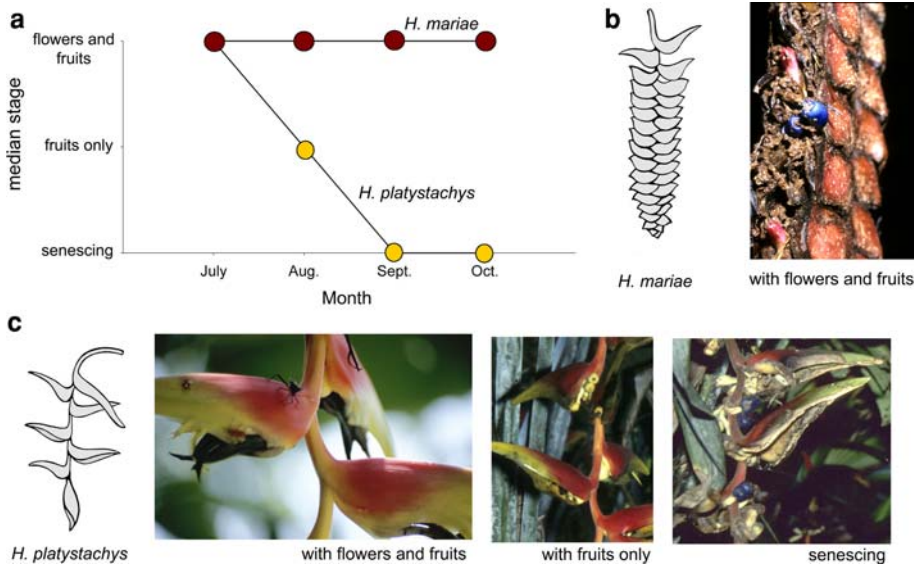 a
flowers and
fruits
fruits only
senescing
median stage
H. mariae
H. platystachys
July
Aug.
Sept.
Oct.
Month
b
H. mariae
with flowers and fruits
c
H. platystachys
with flowers and fruits
with fruits only
senescing